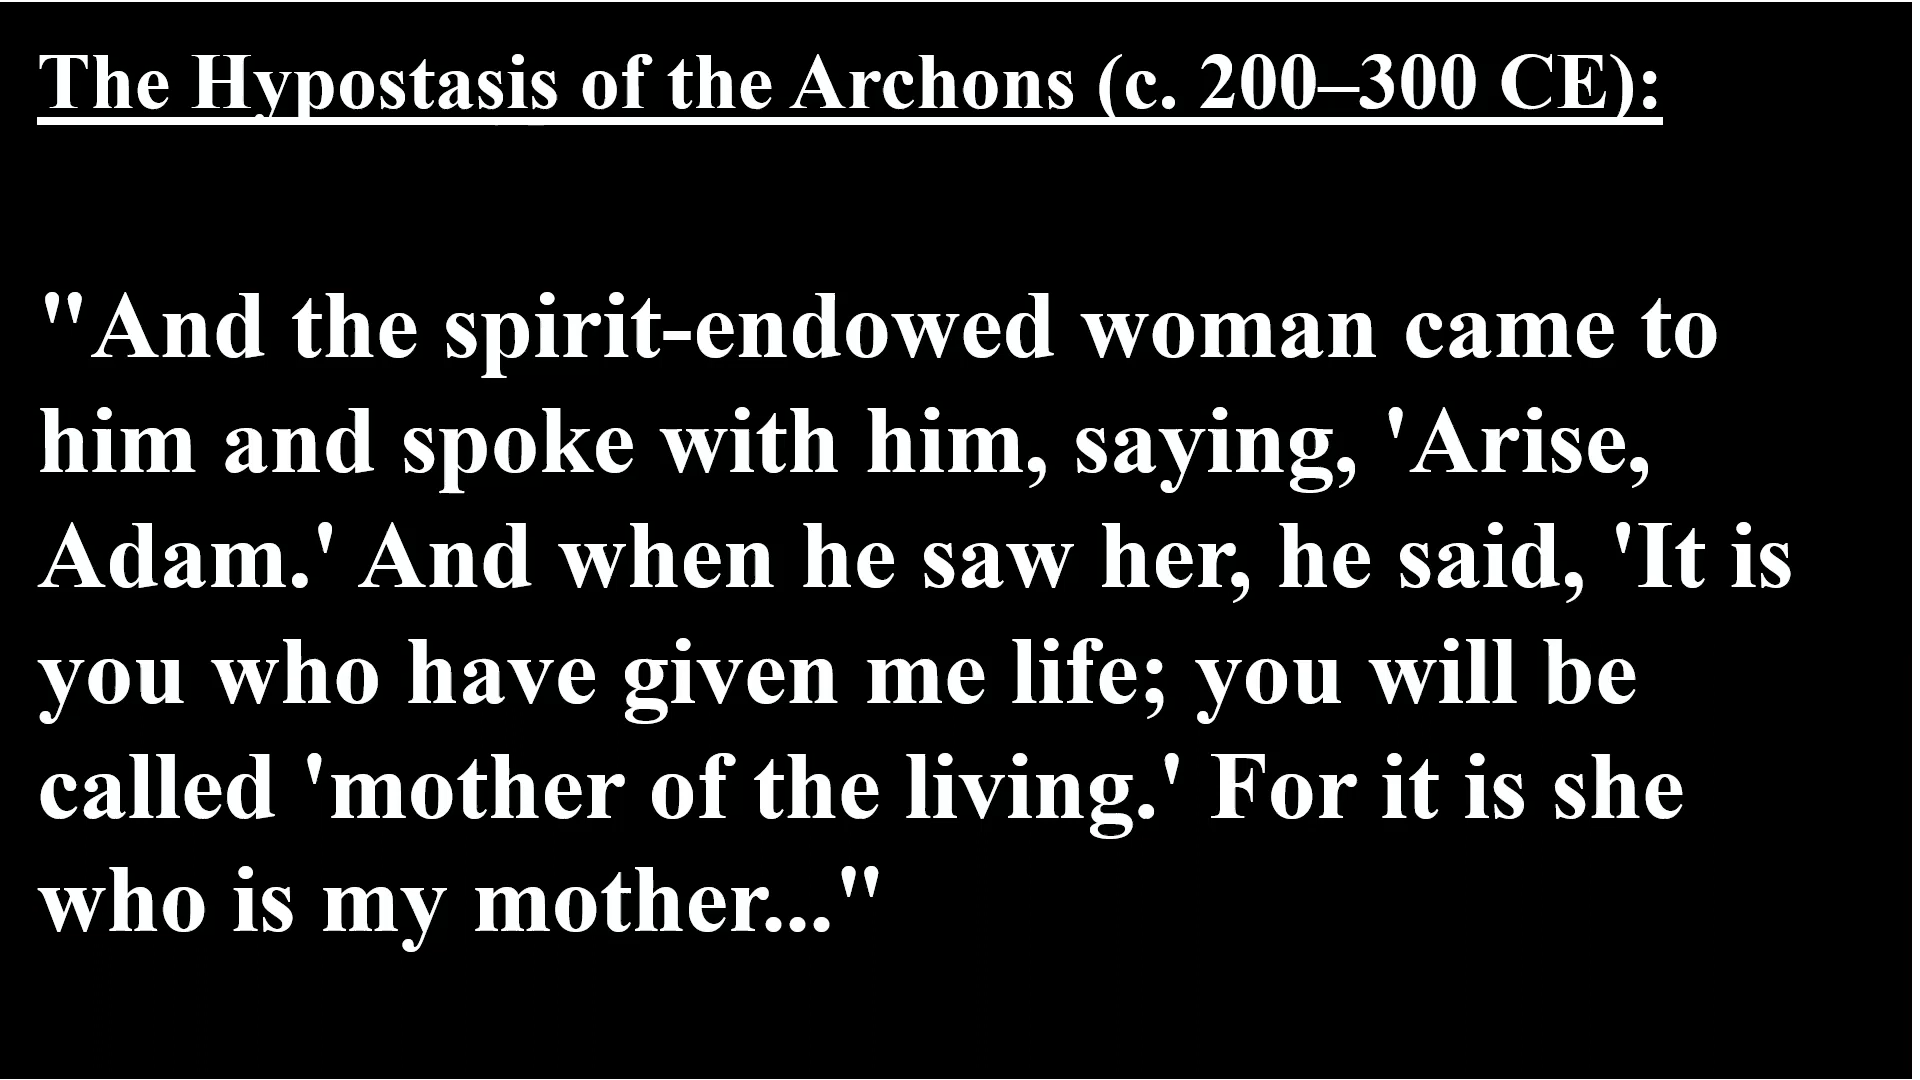 The Hypostasis of the Archons (c. 200–300 CE):
"And the spirit-endowed woman came to
him and spoke with him, saying, 'Arise,
Adam.' And when he saw her, he said, 'It is
you who have given me life; you will be
called 'mother of the living.' For it is she
who is my mother..."